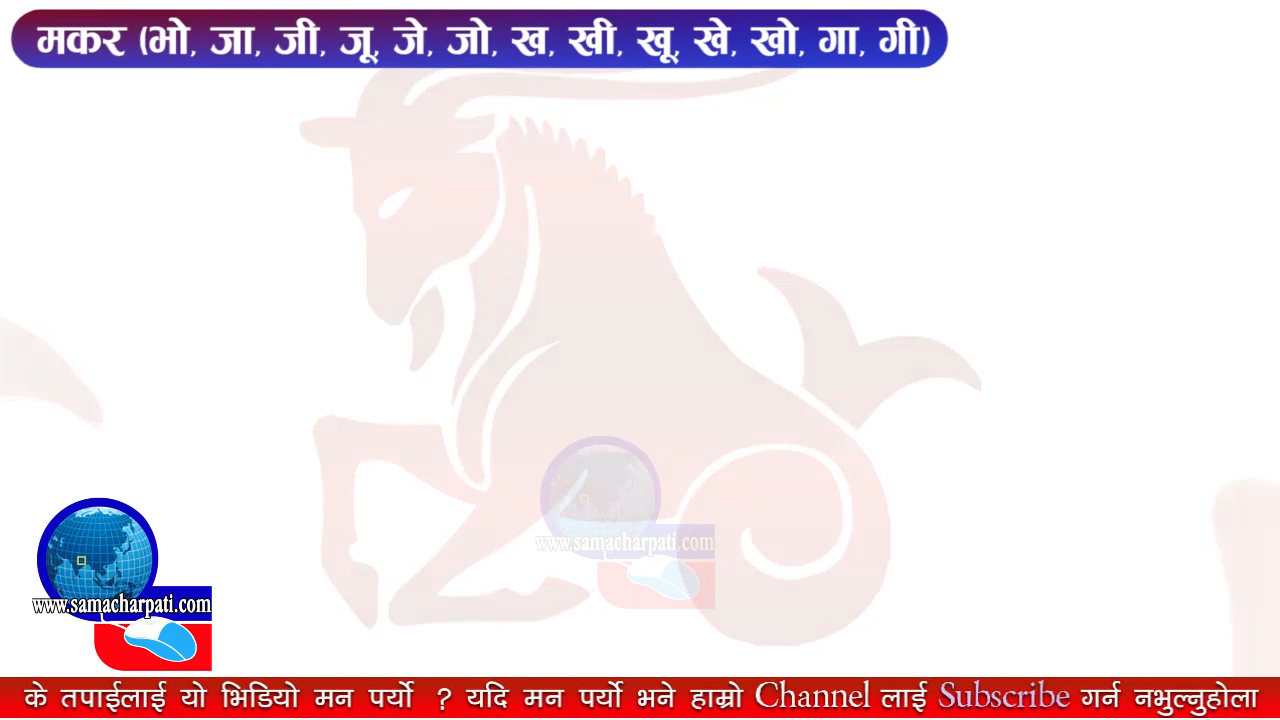 मकर (भो, जा, जी, जू, जे, जो, ख, खी, खू, खे, खो, गा, गी)
www.samacharpati.com
www.samacharpati.com
के तपाईलाई यो भिडियो मन पर्यो ? यदि मन पर्यो भने हाम्रो Channel लाई Subscribe गर्न नभुल्नुहोला